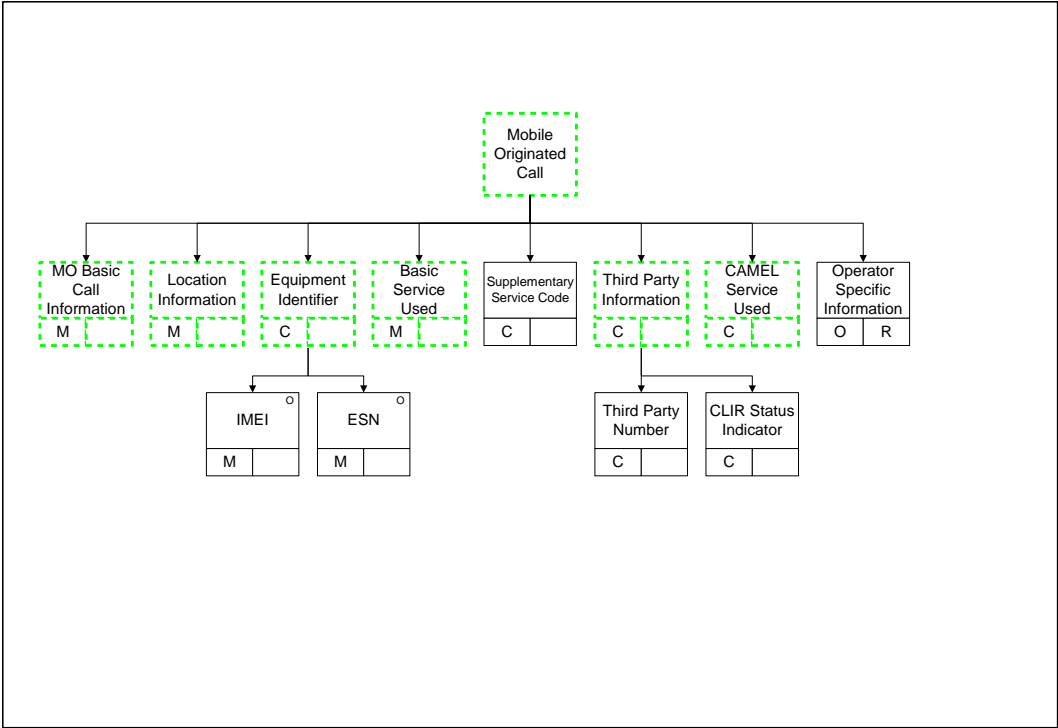 Mobile
Originated
Call
MO Basic
Call
Information
M
Location
Information
M
Equipment
Identifier
C
Basic
Service
Used
M
Supplementary
Service Code
C
Third Party
Information
C
CAMEL
Service
Used
C
Operator
Specific
Information
O R
O
IMEI
M
O
ESN
M
Third Party
Number
C
CLIR Status
Indicator
C